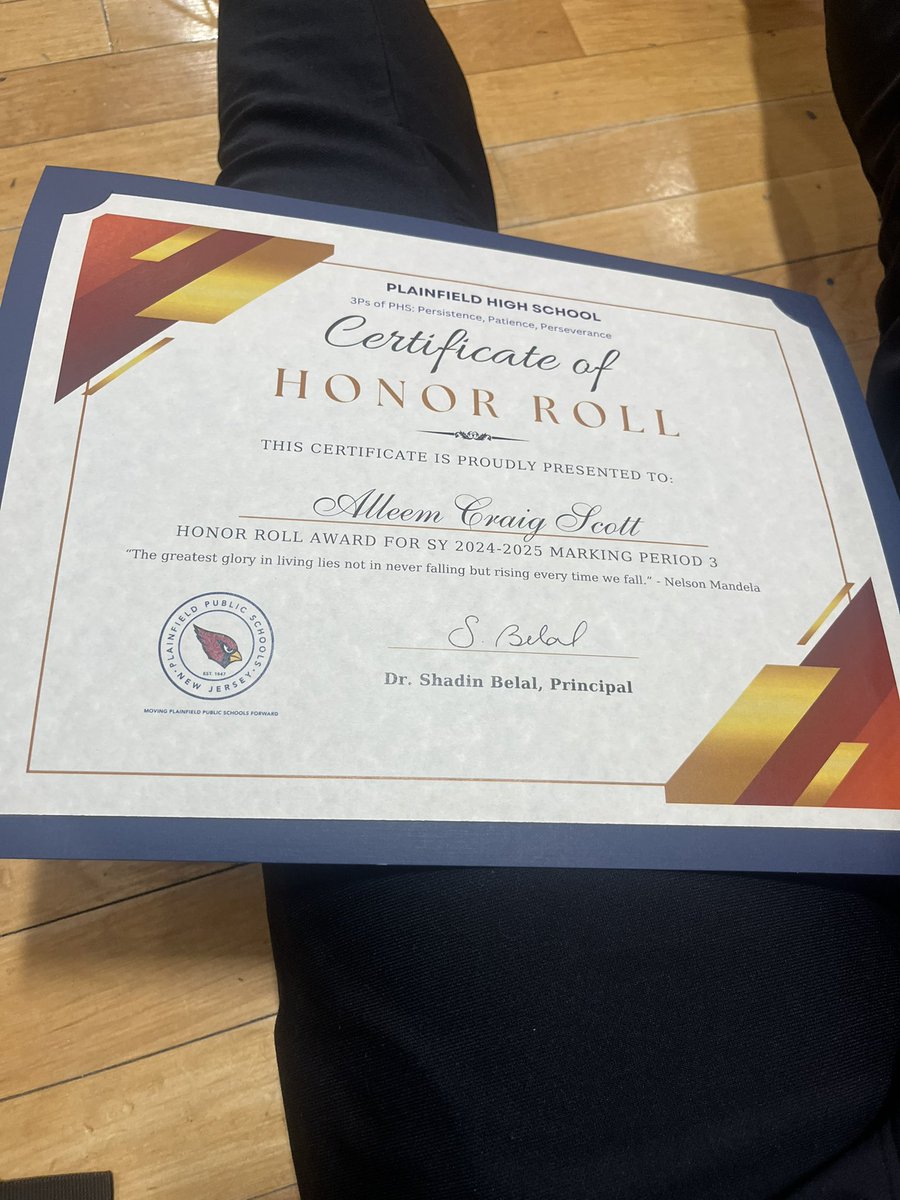 PLAINFIELD HIGH SCHOOL
3Ps of PHS: Persistence, Patience, Perseverance
Certificate of
HONOR ROLL
THIS CERTIFICATE IS PROUDLY PRESENTED TO:
Alleem Craig Scott
HONOR ROLL AWARD FOR SY 2024-2025 MARKING PERIOD 3
“The greatest glory in living lies not in never falling but rising every time we fall.” - Nelson Mandela
PLAINFIELD PUBLIC SCHOOLS
EST. 1847
NEW JERSEY
MOVING PLAINFIELD PUBLIC SCHOOLS FORWARD
S. Belal
Dr. Shadin Belal, Principal